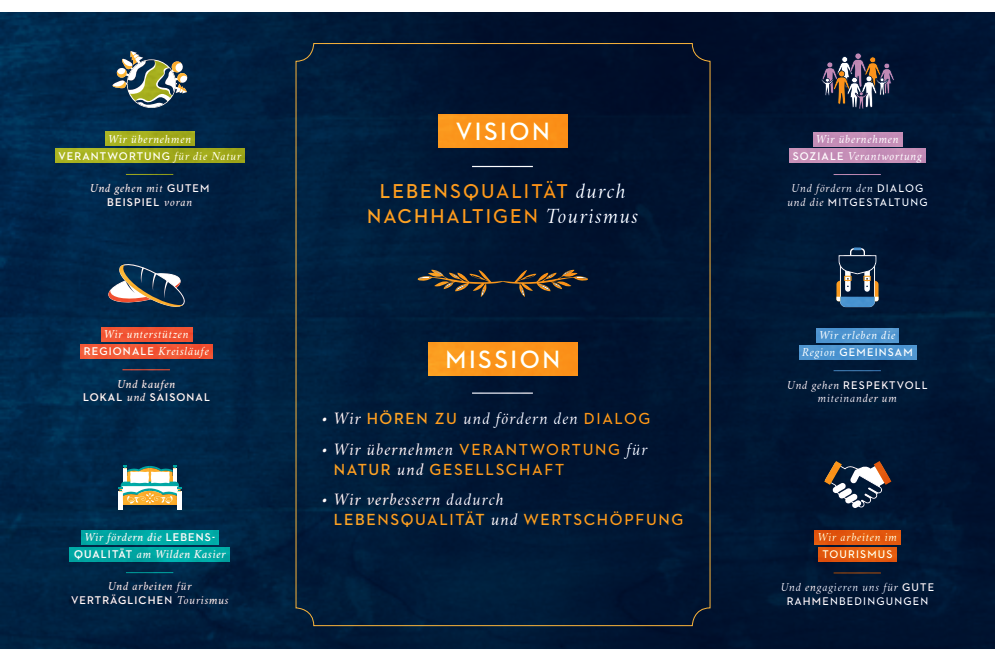 Wir übernehmen
VERANTWORTUNG für die Natur
Und gehen mit GUTEM
BEISPIEL voran
Wir unterstützen
REGIONALE Kreisläufe
Und kaufen
LOKAL und SAISONAL
Wir fördern die LEBENS-
QUALITÄT am Wilden Kasier
Und arbeiten für
VERTRÄGLICHEN Tourismus
VISION
LEBENSQUALITÄT durch
NACHHALTIGEN Tourismus
MISSION
• Wir HÖREN ZU und fördern den DIALOG
• Wir übernehmen VERANTWORTUNG für
NATUR und GESELLSCHAFT
• Wir verbessern dadurch
LEBENSQUALITÄT und WERTSCHÖPFUNG
Wir übernehmen
SOZIALE Verantwortung
Und fördern den DIALOG
und die MITGESTALTUNG
Wir erleben die
Region GEMEINSAM
Und gehen RESPEKTVOLL
miteinander um
Wir arbeiten im
TOURISMUS
Und engagieren uns für GUTE
RAHMENBEDINGUNGEN